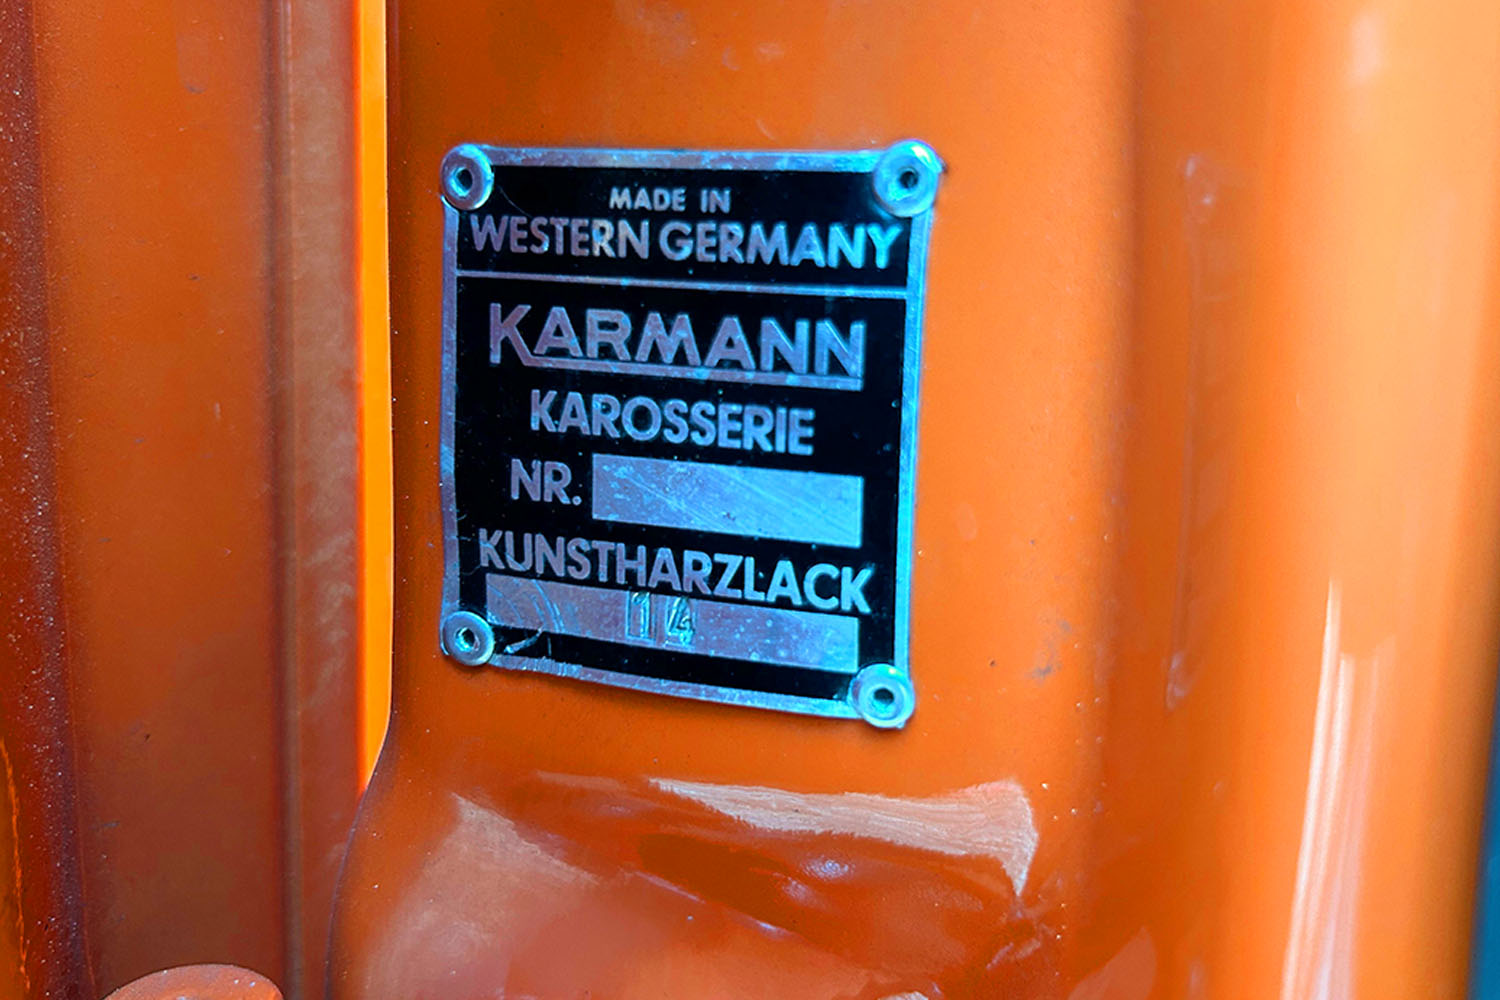 MADE IN
WESTERN GERMANY
KARMANN
KAROSSERIE
NR.
KUNSTHARZLACK
14